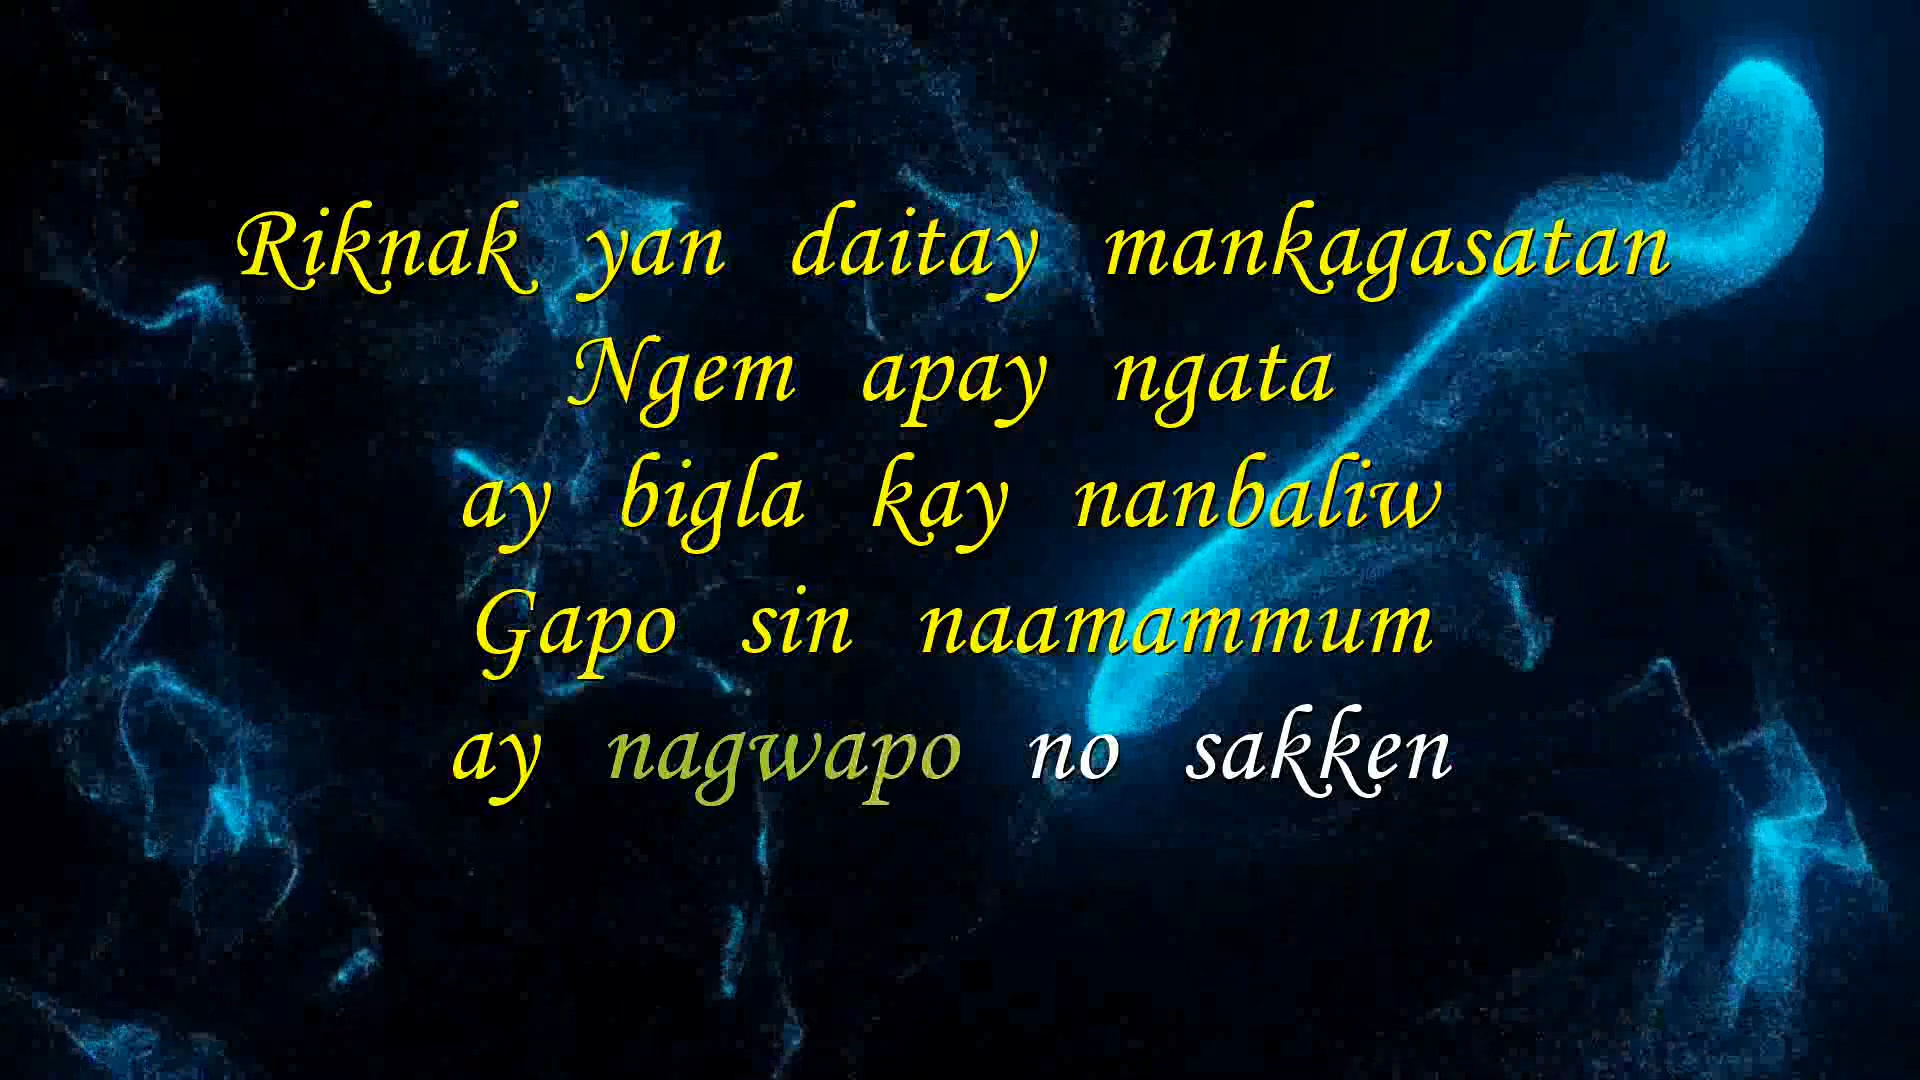 Riknak yan daitay mankagasatan
Ngem apay ngata
ay bigla kay nanbaliw
Gapo sin naamammum
ay nagwapo no sakken